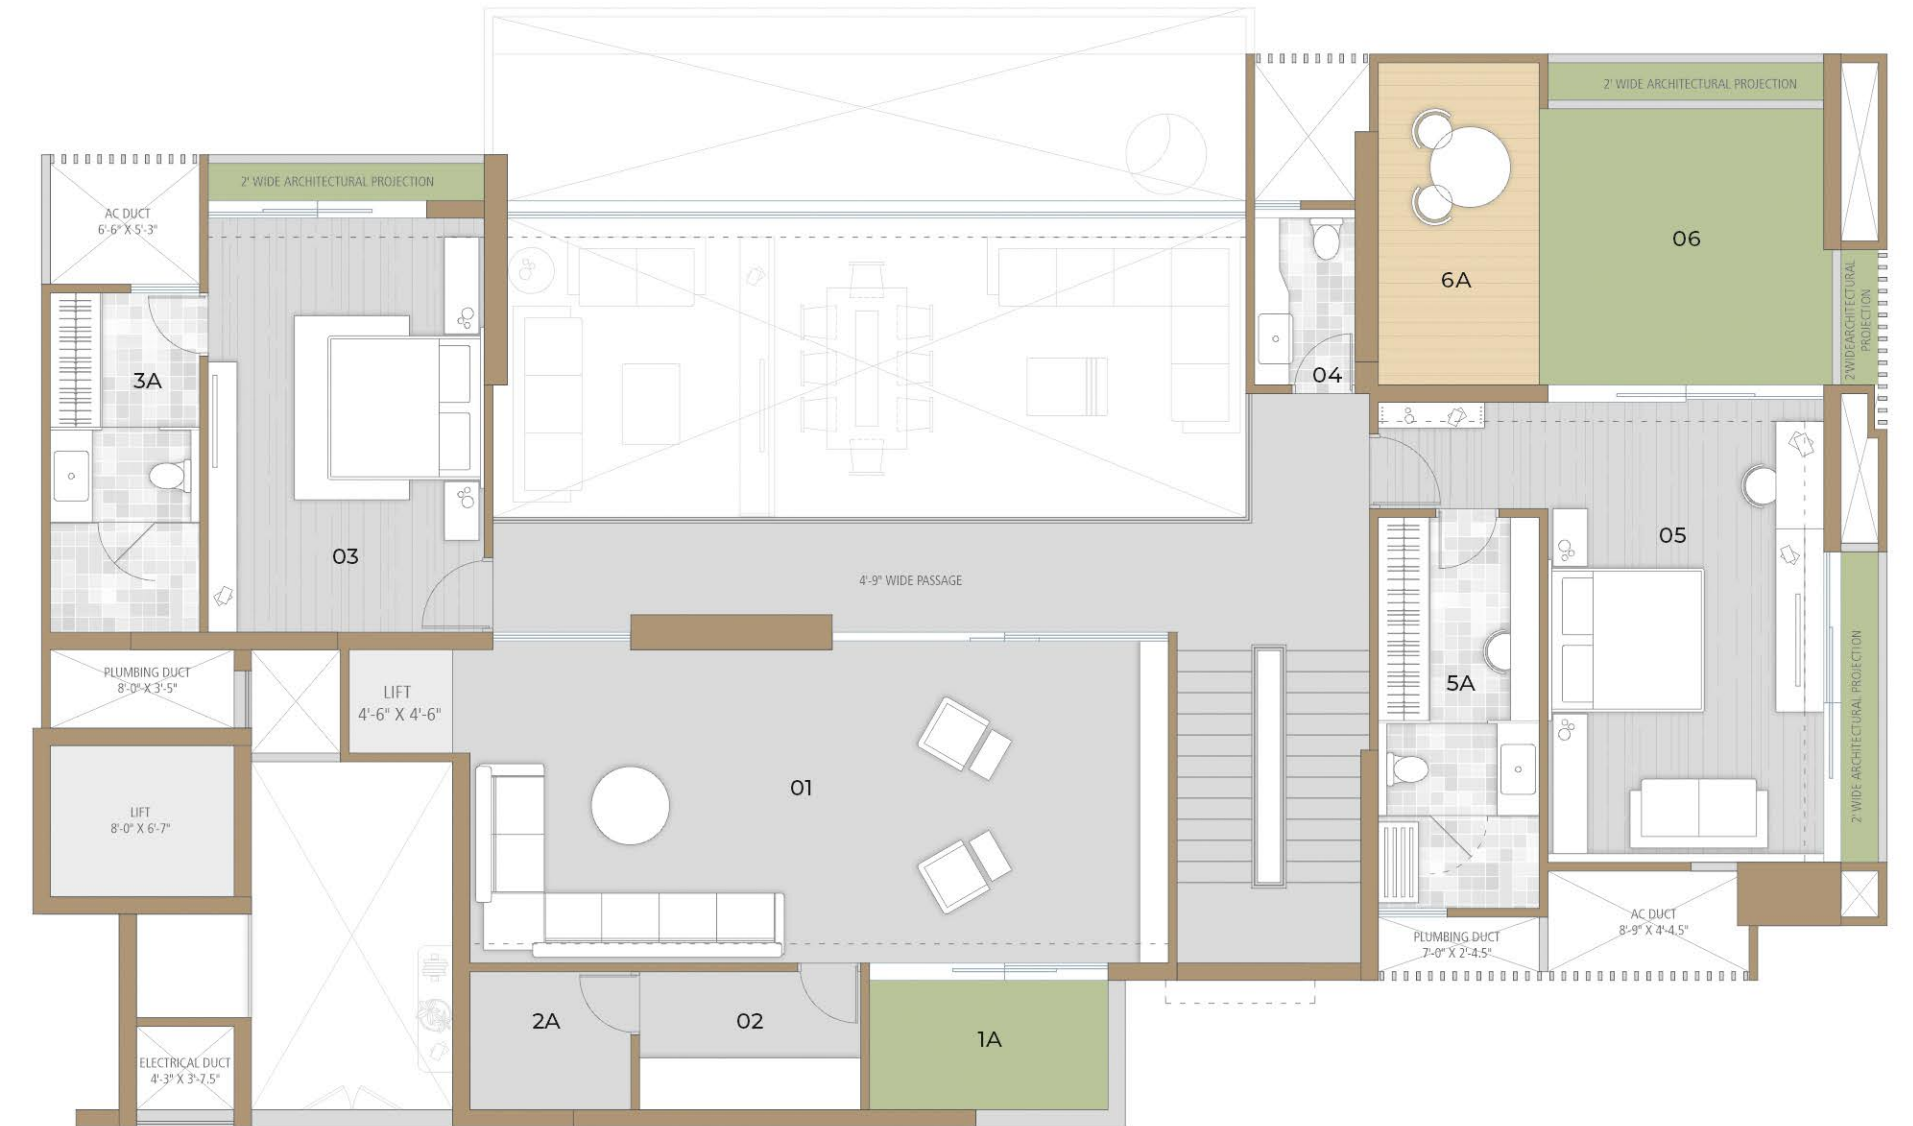 2' WIDE ARCHITECTURAL PROJECTION
2' WIDE ARCHITECTURAL PROJECTION
AC DUCT
6'-6" X 5'-3"
06
6A
2'WIDEARCHITECTURAL
PROJECTION
3A
04
03
05
4'-9" WIDE PASSAGE
PLUMBING DUCT
8'-0" X 3'-5"
LIFT
4'-6" X 4'-6"
5A
2' WIDE ARCHITECTURAL PROJECTION
01
LIFT
8'-0" X 6'-7"
AC DUCT
8'-9" X 4'-4.5"
PLUMBING DUCT
7'-0" X 2'-4.5"
2A
02
1A
ELECTRICAL DUCT
4'-3" X 3'-7.5"